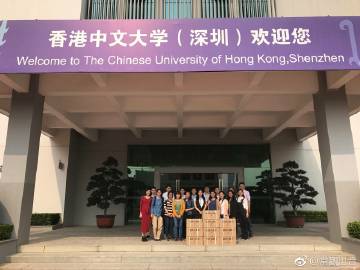 香港中文大学（深圳）欢迎您
Welcome to The Chinese University of Hong Kong,Shenzhen